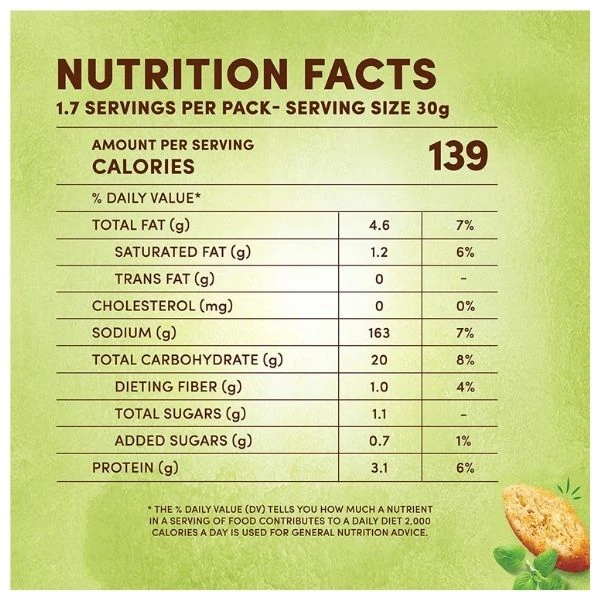 NUTRITION FACTS
1.7 SERVINGS PER PACK- SERVING SIZE 30g
AMOUNT PER SERVING
CALORIES 139
% DAILY VALUE*
TOTAL FAT (g) 4.6 7%
SATURATED FAT (g) 1.2 6%
TRANS FAT (g) 0 -
CHOLESTEROL (mg) 0 0%
SODIUM (g) 163 7%
TOTAL CARBOHYDRATE (g) 20 8%
DIETING FIBER (g) 1.0 4%
TOTAL SUGARS (g) 1.1 -
ADDED SUGARS (g) 0.7 1%
PROTEIN (g) 3.1 6%
* THE % DAILY VALUE (DV) TELLS YOU HOW MUCH A NUTRIENT
IN A SERVING OF FOOD CONTRIBUTES TO A DAILY DIET 2,000
CALORIES A DAY IS USED FOR GENERAL NUTRITION ADVICE.